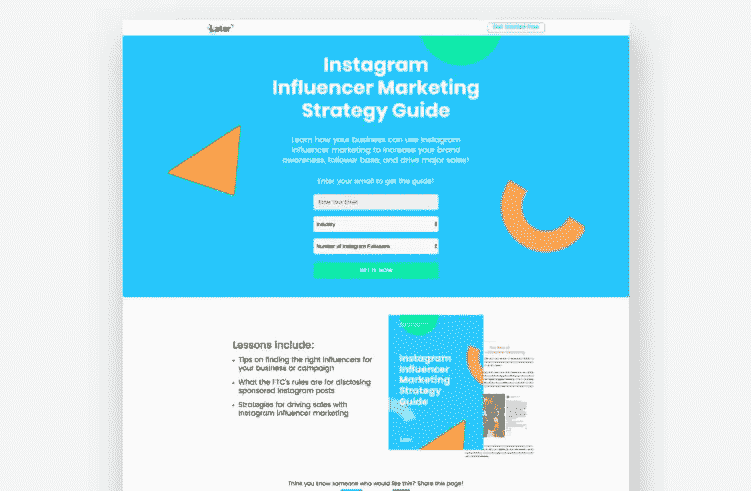 Later
Get Started Free
Instagram
Influencer Marketing
Strategy Guide
Learn how your business can use Instagram
influencer marketing to increase your brand
awareness, follower base, and drive major sales!
Enter your email to get the guide!
Enter Your Email
Industry
Number of Instagram Followers
GET IT NOW
Lessons include:
Tips on finding the right influencers for
your business or campaign
What the FTC's rules are for disclosing
sponsored Instagram posts
Strategies for driving sales with
Instagram influencer marketing
Instagram
Influencer
Marketing
Strategy
Guide
Later
Think you know someone who would like this? Share this page!